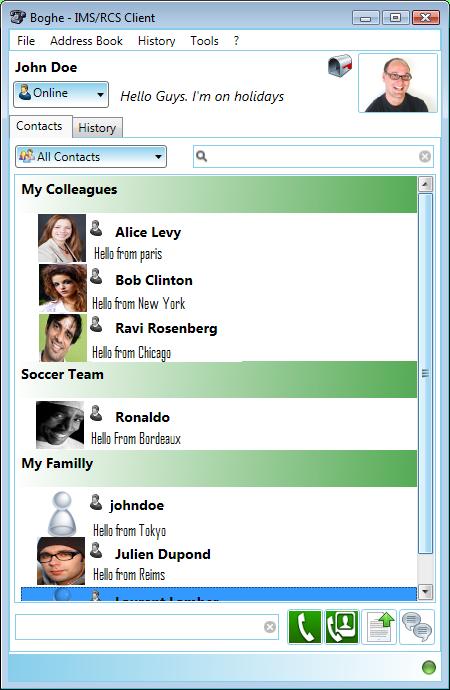 Boghe - IMS/RCS Client
File Address Book History Tools ?
John Doe
Online
Hello Guys. I'm on holidays
Contacts History
All Contacts
My Colleagues
Alice Levy
Hello from paris
Bob Clinton
Hello from New York
Ravi Rosenberg
Hello from Chicago
Soccer Team
Ronaldo
Hello From Bordeaux
My Familly
johndoe
Hello from Tokyo
Julien Dupond
Hello from Reims